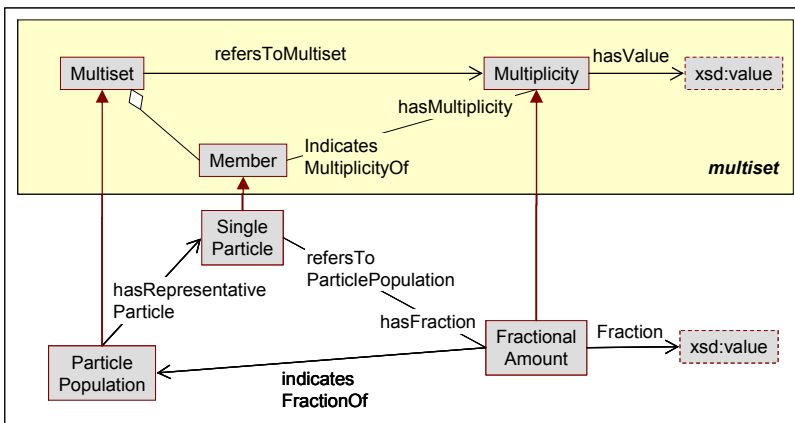 refersToMultiset
hasValue
Multiset
Multiplicity
xsd:value
hasMultiplicity
Indicates
MultiplicityOf
Member
multiset
Single
Particle
refersTo
ParticlePopulation
hasRepresentative
Particle
hasFraction
Fractional
Amount
Fraction
xsd:value
Particle
Population
indicates
FractionOf